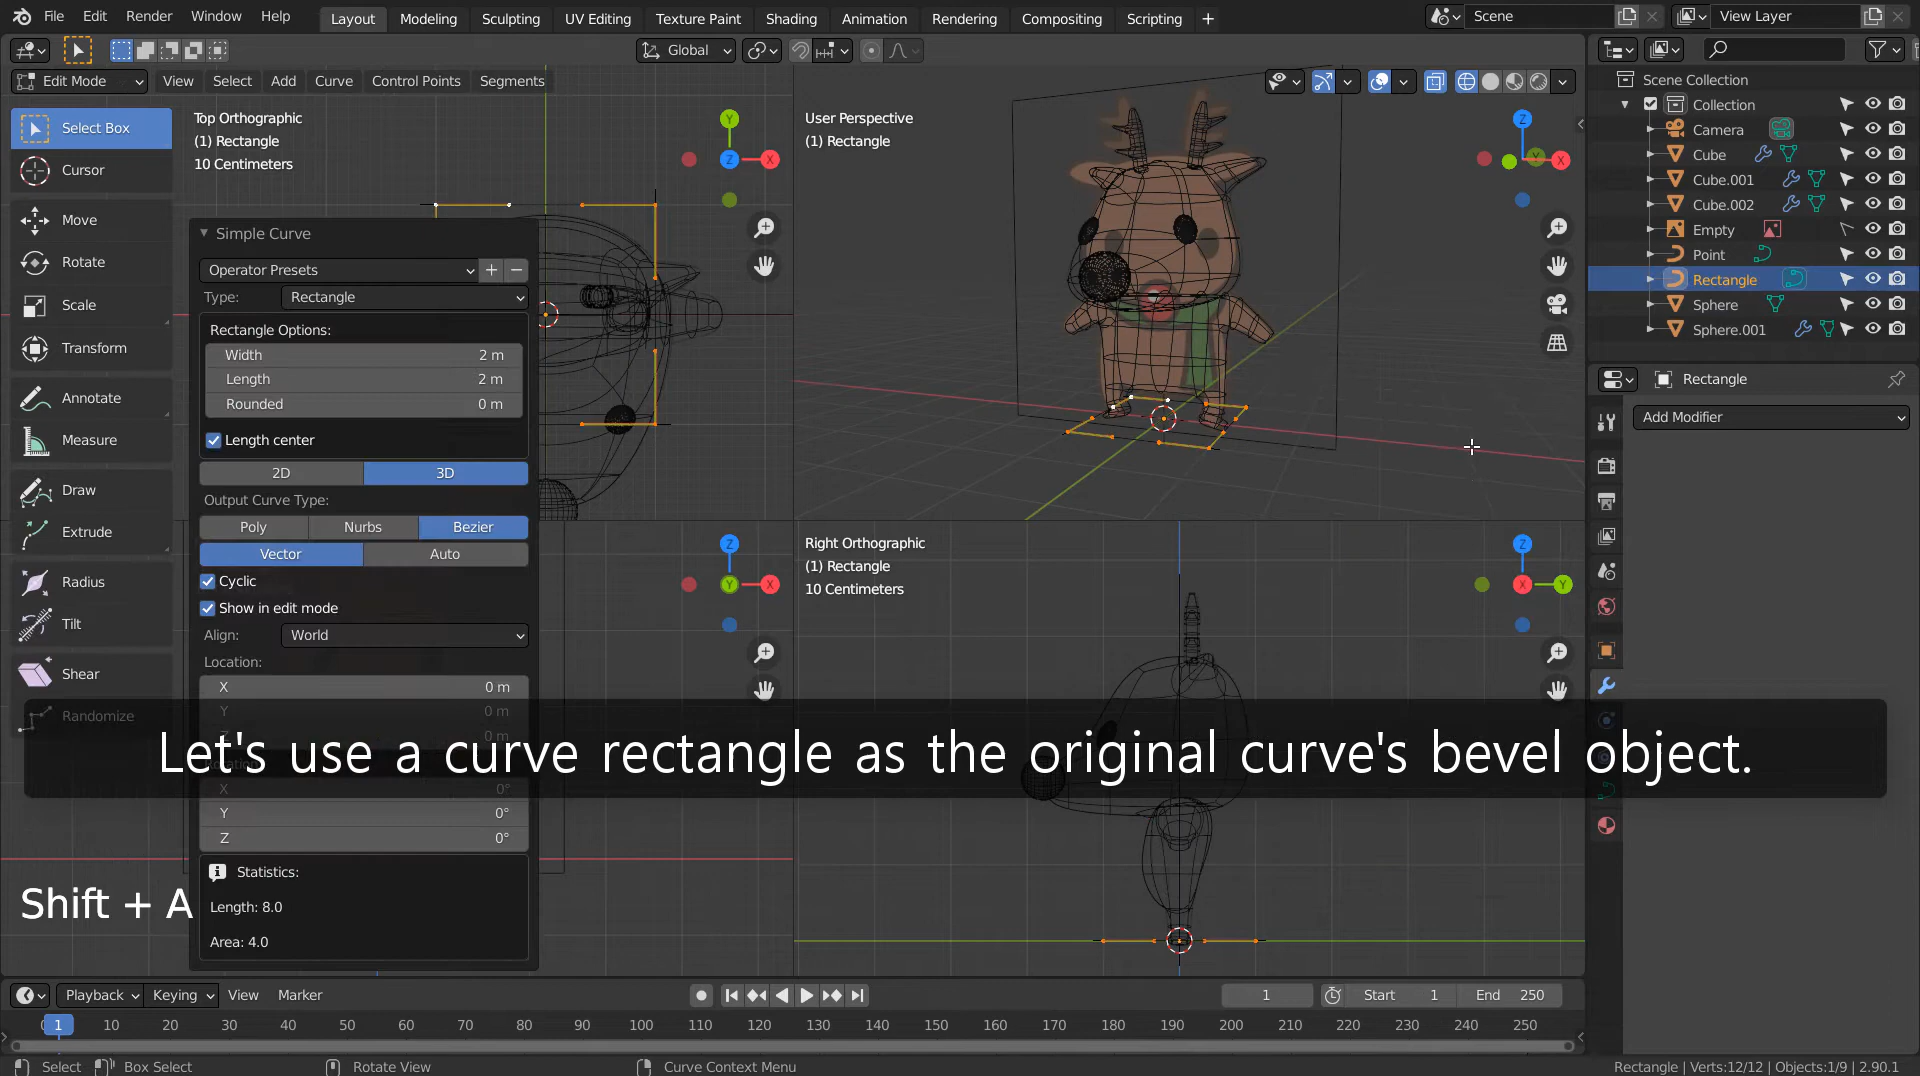 File Edit Render Window Help
Layout Modeling Sculpting UV Editing Texture Paint Shading Animation Rendering Compositing Scripting +
Scene
View Layer
Global
Edit Mode View Select Add Curve Control Points Segments
Select Box
Cursor
Move
Rotate
Scale
Transform
Annotate
Measure
Draw
Extrude
Radius
Tilt
Shear
Randomize
Top Orthographic
(1) Rectangle
10 Centimeters
Simple Curve
Operator Presets
Type: Rectangle
Rectangle Options:
Width 2 m
Length 2 m
Rounded 0 m
Length center
2D 3D
Output Curve Type:
Poly Nurbs Bezier
Vector Auto
Cyclic
Show in edit mode
Align: World
Location:
X 0 m
Y 0 m
Z 0 m
X 0°
Y 0°
Z 0°
Statistics:
Length: 8.0
Area: 4.0
User Perspective
(1) Rectangle
Right Orthographic
(1) Rectangle
10 Centimeters
Y
Z X
Z
X
Z
Y X
Z
X Y
Scene Collection
Collection
Camera
Cube
Cube.001
Cube.002
Empty
Point
Rectangle
Sphere
Sphere.001
Rectangle
Add Modifier
Let's use a curve rectangle as the original curve's bevel object.
Shift + A
Playback Keying View Marker
1 Start 1 End 250
1 10 20 30 40 50 60 70 80 90 100 110 120 130 140 150 160 170 180 190 200 210 220 230 240 250
Select Box Select Rotate View Curve Context Menu
Rectangle | Verts:12/12 | Objects:1/9 | 2.90.1